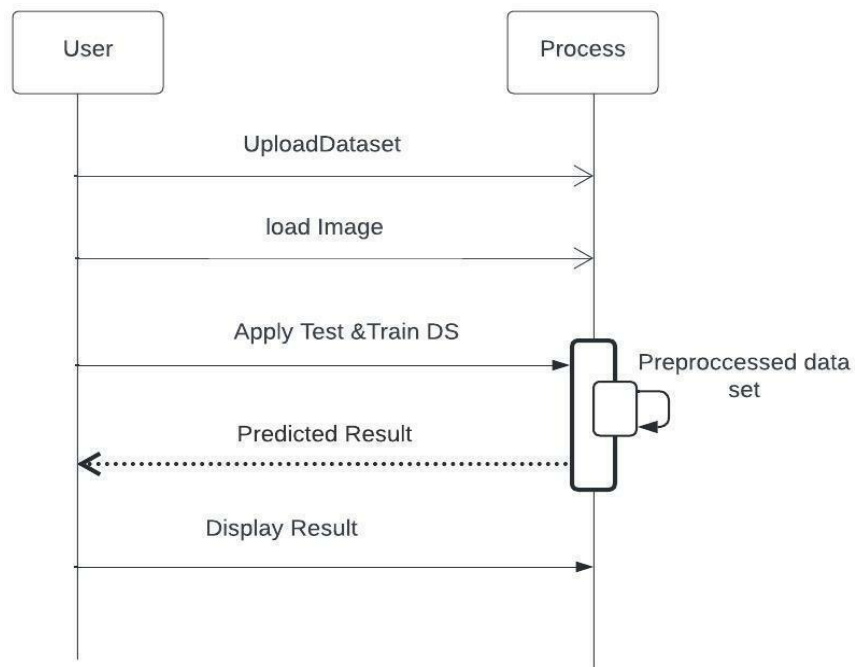 User
Process
UploadDataset
load Image
Apply Test &Train DS
Preproccessed data
set
Predicted Result
Display Result